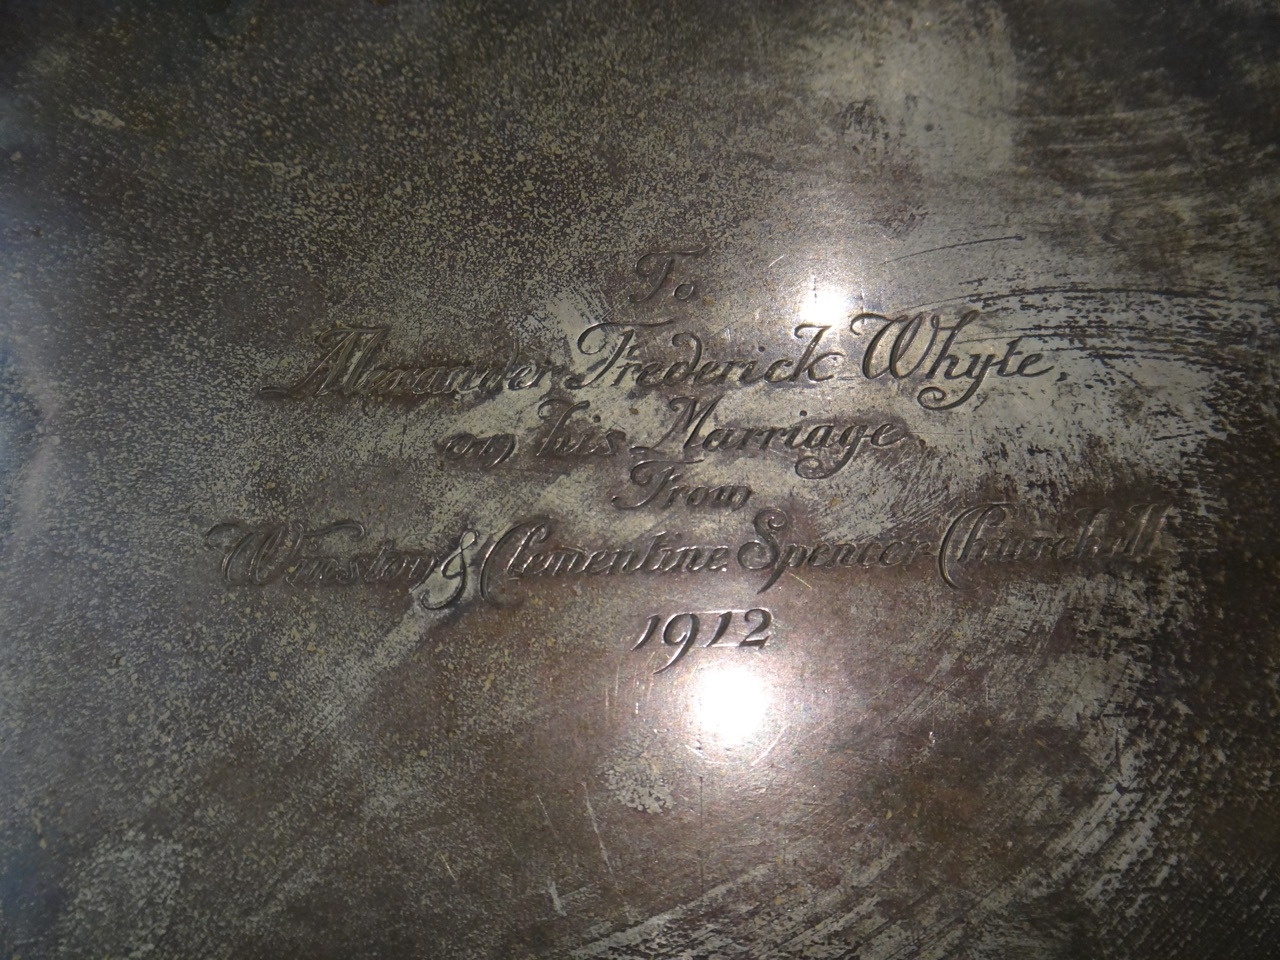 To
Alexander Frederick Whyte,
on his Marriage
From
Winston & Clementine Spencer Churchill
1912